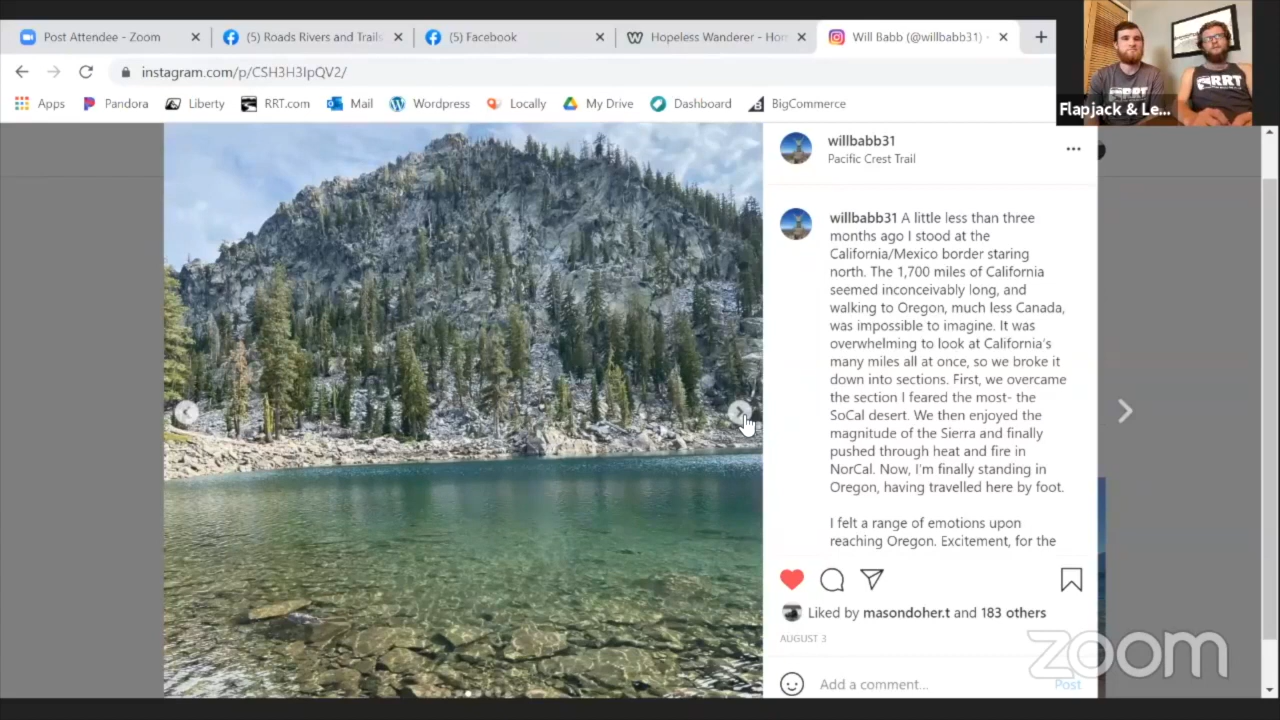 Post Attendee - Zoom
(5) Roads Rivers and Trails
(5) Facebook
Hopeless Wanderer - Hom
Will Babb (@willbabb31) •
instagram.com/p/CSH3H3IpQV2/
Apps
Pandora
Liberty
RRT.com
Mail
Wordpress
Locally
My Drive
Dashboard
BigCommerce
RRT
RRT
Flapjack & Le...
willbabb31
Pacific Crest Trail
willbabb31 A little less than three
months ago I stood at the
California/Mexico border staring
north. The 1,700 miles of California
seemed inconceivably long, and
walking to Oregon, much less Canada,
was impossible to imagine. It was
overwhelming to look at California's
many miles all at once, so we broke it
down into sections. First, we overcame
the section I feared the most- the
SoCal desert. We then enjoyed the
magnitude of the Sierra and finally
pushed through heat and fire in
NorCal. Now, I'm finally standing in
Oregon, having travelled here by foot.
I felt a range of emotions upon
reaching Oregon. Excitement, for the
Liked by masondoher.t and 183 others
AUGUST 3
Add a comment...
Post
zoom